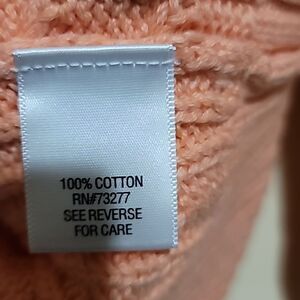 100% COTTON
RN#73277
SEE REVERSE
FOR CARE